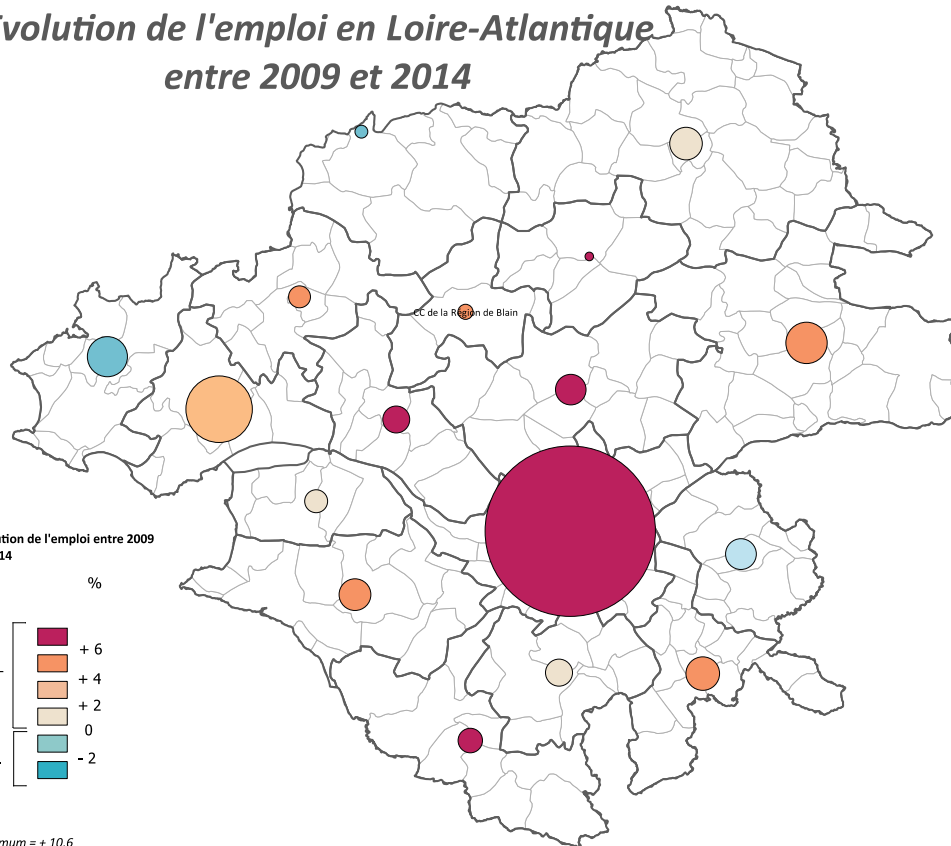 volution de l'emploi en Loire-Atlantique
entre 2009 et 2014
CC de la Région de Blain
ution de l'emploi entre 2009
14
%
+ 6
+ 4
+ 2
0
- 2
mum = + 10,6